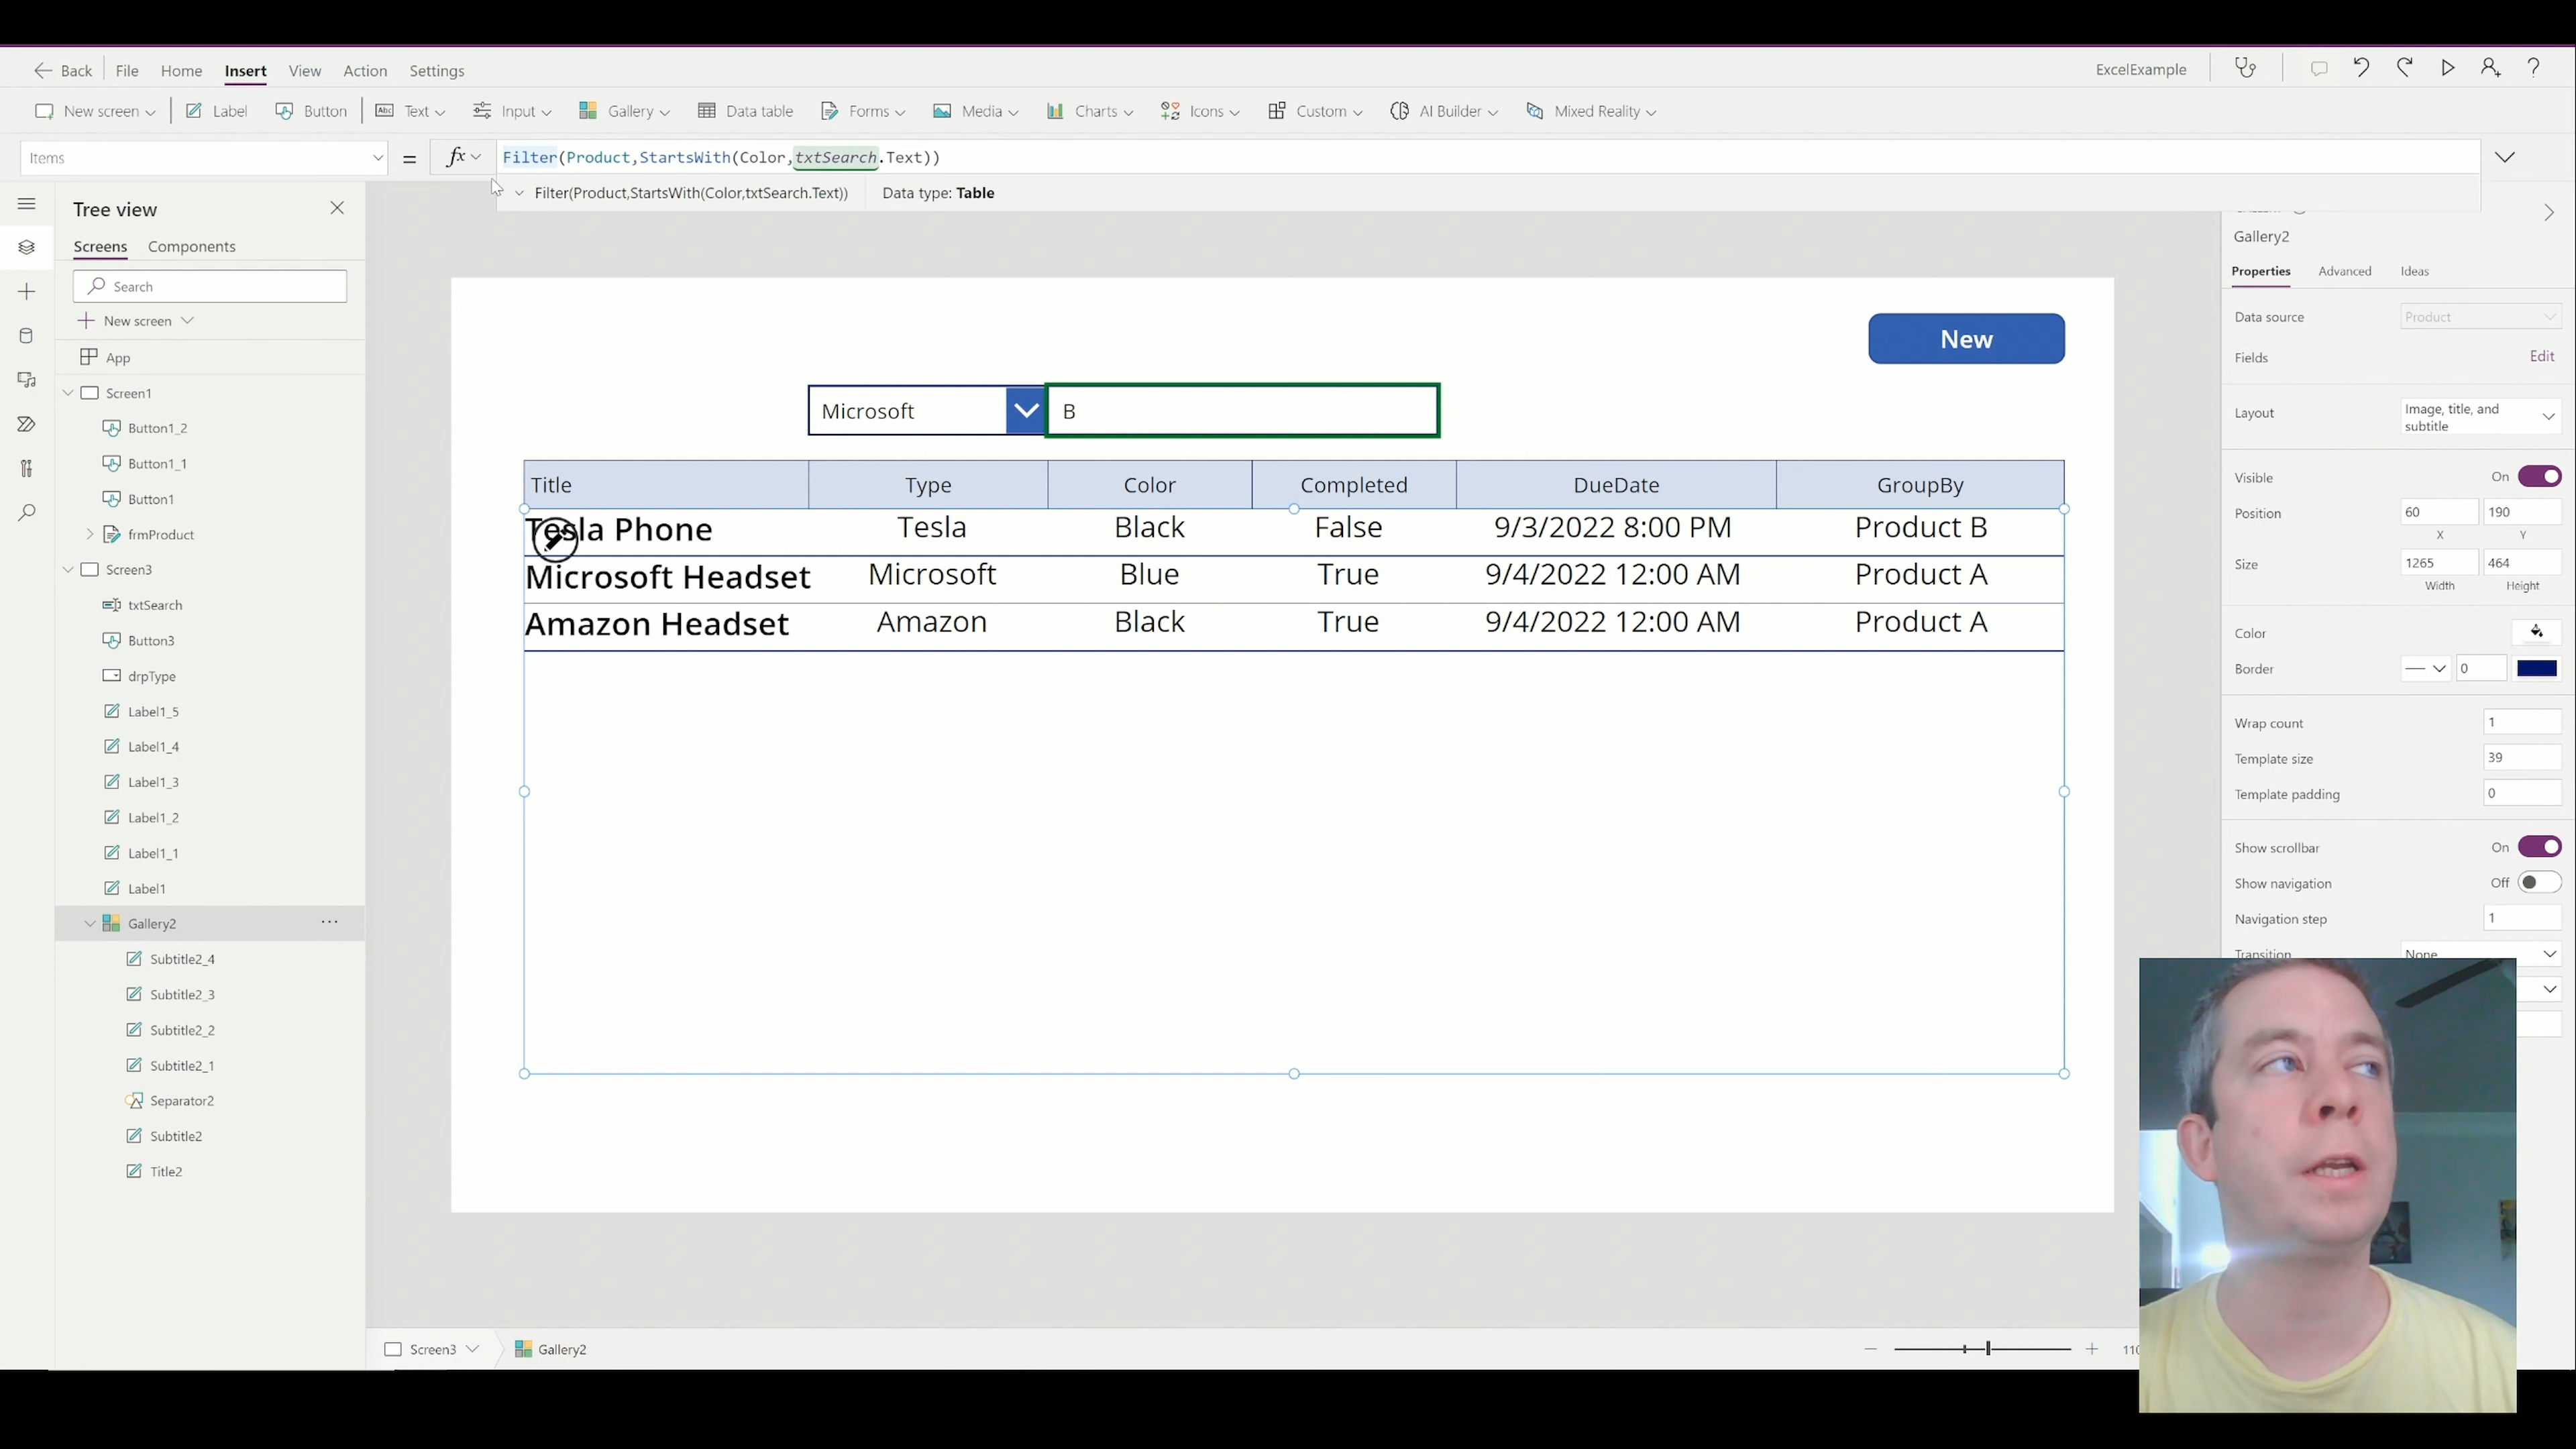 Back File Home Insert View Action Settings ExcelExample
New screen Label Button Text Input Gallery Data table Forms Media Charts Icons Custom AI Builder Mixed Reality
Items = fx Filter(Product,StartsWith(Color,txtSearch.Text))
Filter(Product,StartsWith(Color,txtSearch.Text)) Data type: Table
Tree view
Screens Components
Search
New screen
App
Screen1
Button1_2
Button1_1
Button1
frmProduct
Screen3
txtSearch
Button3
drpType
Label1_5
Label1_4
Label1_3
Label1_2
Label1_1
Label1
Gallery2 ...
Subtitle2_4
Subtitle2_3
Subtitle2_2
Subtitle2_1
Separator2
Subtitle2
Title2
New
Microsoft B
Title Type Color Completed DueDate GroupBy
Tesla Phone Tesla Black False 9/3/2022 8:00 PM Product B
Microsoft Headset Microsoft Blue True 9/4/2022 12:00 AM Product A
Amazon Headset Amazon Black True 9/4/2022 12:00 AM Product A
Screen3 Gallery2
Gallery2
Properties Advanced Ideas
Data source Product
Fields Edit
Layout Image, title, and
subtitle
Visible On
Position 60 190
X Y
Size 1265 464
Width Height
Color
Border 0
Wrap count 1
Template size 39
Template padding 0
Show scrollbar On
Show navigation Off
Navigation step 1
Transition None